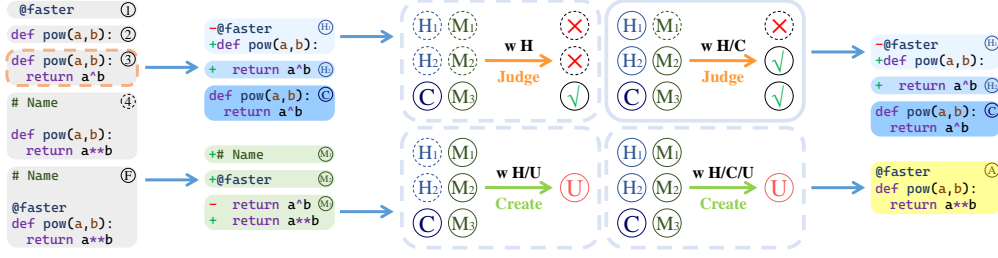 @faster 1
def pow(a,b): 2
def pow(a,b): 3
return a^b
# Name 4
def pow(a,b):
return a**b
# Name F
@faster
def pow(a,b):
return a**b
-@faster H1
+def pow(a,b):
+ return a^b H2
def pow(a,b): C
return a^b
+# Name M1
+@faster M2
- return a^b M3
+ return a**b
H1 M1
H2 M2
C M3
w H
Judge
× × √
H1 M1
H2 M2
C M3
w H/C
Judge
× √ √
H1 M1
H2 M2
C M3
w H/U
Create
U
H1 M1
H2 M2
C M3
w H/C/U
Create
U
-@faster H1
+def pow(a,b):
+ return a^b H2
def pow(a,b): C
return a^b
@faster A
def pow(a,b):
return a**b